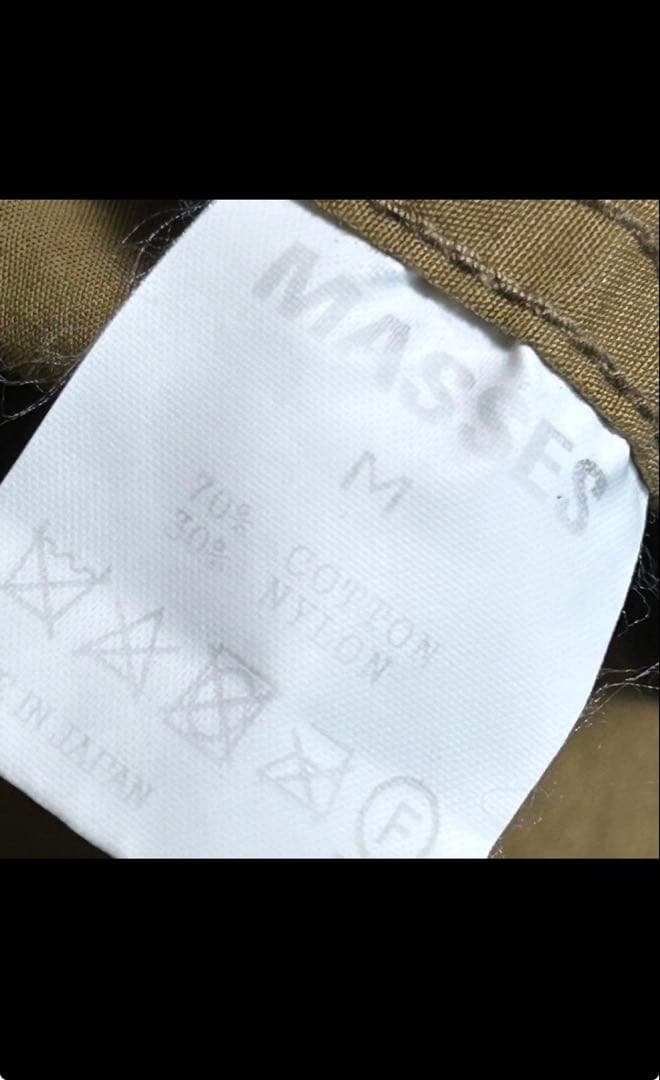 MASSES
M
70% COTTON
30% NYLON
IN JAPAN
F